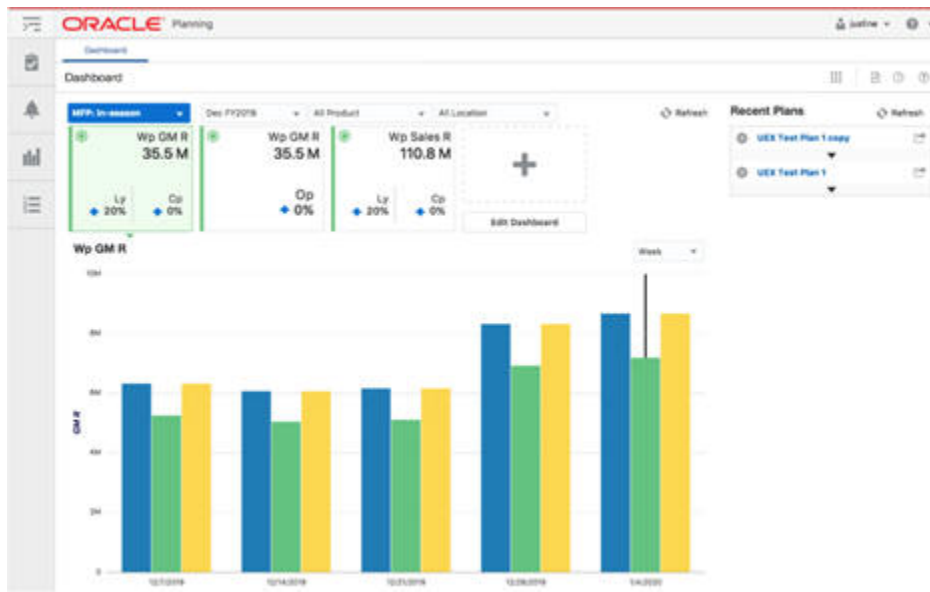 ORACLE Planning justine
Dashboard
Dashboard
MFP: In-season Dec FY2019 All Product All Location Refresh Recent Plans Refresh
Wp GM R Wp GM R Wp Sales R UEX Test Plan 1 copy
35.5 M 35.5 M 110.8 M
UEX Test Plan 1
Ly Cp Op Ly Cp
20% 0% 0% 20% 0%
Edit Dashboard
Wp GM R Week
10M
8M
6M
GM R
4M
2M
0
12/7/2019 12/14/2019 12/21/2019 12/28/2019 1/4/2020